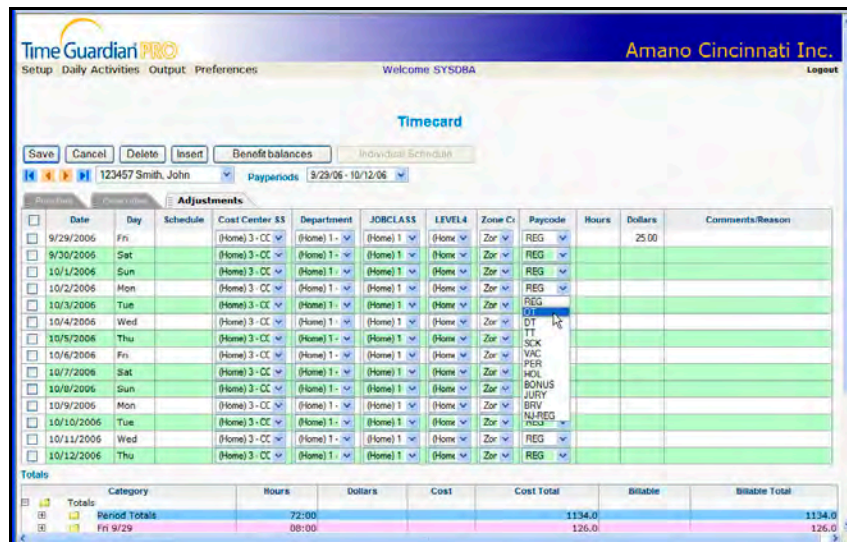 Time Guardian PRO
Amano Cincinnati Inc.
Setup Daily Activities Output Preferences Welcome SYSDBA Logout
Timecard
Save Cancel Delete Insert Benefit balances Individual Schedule
123457 Smith, John Payperiods 9/29/06 - 10/12/06
Punches Overrides Adjustments
Date Day Schedule Cost Center $$ Department JOBCLASS LEVEL4 Zone Paycode Hours Dollars Comments/Reason
9/29/2006 Fri (Home) 3 - CC (Home) 1 - (Home) 1 (Home Zor REG 25.00
9/30/2006 Sat (Home) 3 - CC (Home) 1 - (Home) 1 (Home Zor REG
10/1/2006 Sun (Home) 3 - CC (Home) 1 - (Home) 1 (Home Zor REG
10/2/2006 Mon (Home) 3 - CC (Home) 1 - (Home) 1 (Home Zor REG
10/3/2006 Tue (Home) 3 - CC (Home) 1 - (Home) 1 (Home Zor REG
10/4/2006 Wed (Home) 3 - CC (Home) 1 - (Home) 1 (Home Zor OT
DT
10/5/2006 Thu (Home) 3 - CC (Home) 1 - (Home) 1 (Home Zor TT
SCK
10/6/2006 Fri (Home) 3 - CC (Home) 1 - (Home) 1 (Home Zor VAC
PER
10/7/2006 Sat (Home) 3 - CC (Home) 1 - (Home) 1 (Home Zor HOL
10/8/2006 Sun (Home) 3 - CC (Home) 1 - (Home) 1 (Home Zor BONUS
JURY
10/9/2006 Mon (Home) 3 - CC (Home) 1 - (Home) 1 (Home Zor BRV
NJ-REG
10/10/2006 Tue (Home) 3 - CC (Home) 1 - (Home) 1 (Home Zor REG
10/11/2006 Wed (Home) 3 - CC (Home) 1 - (Home) 1 (Home Zor REG
10/12/2006 Thu (Home) 3 - CC (Home) 1 - (Home) 1 (Home Zor REG
Totals
Category Hours Dollars Cost Cost Total Billable Billable Total
Totals
Period Totals 72:00 1134.0 1134.0
Fri 9/29 08:00 126.0 126.0